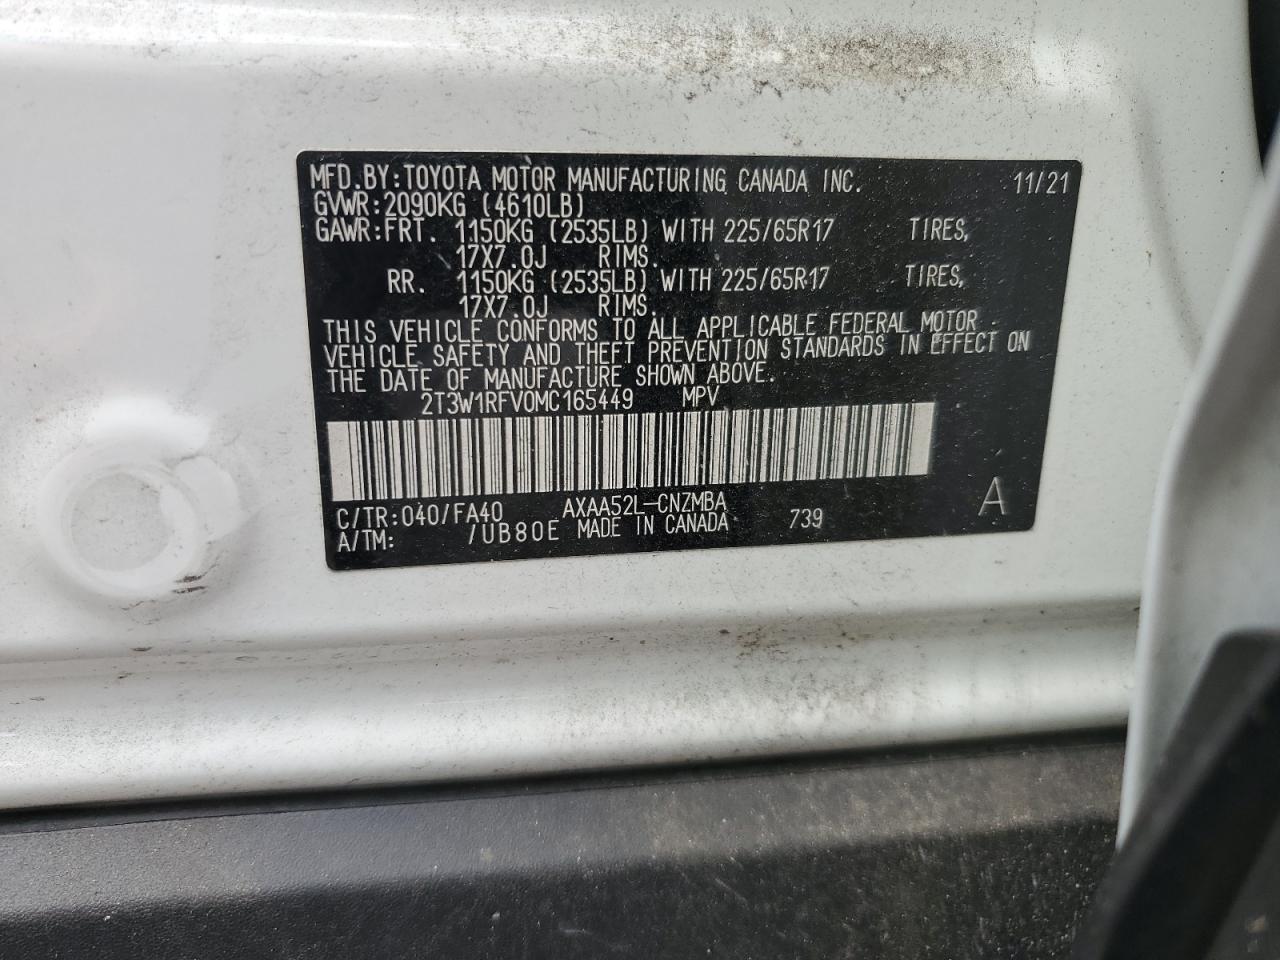 MFD.BY:TOYOTA MOTOR MANUFACTURING CANADA INC. 11/21
GVWR:2090KG (4610LB)
GAWR:FRT. 1150KG (2535LB) WITH 225/65R17 TIRES,
17X7.0J RIMS.
RR. 1150KG (2535LB) WITH 225/65R17 TIRES,
17X7.0J RIMS.
THIS VEHICLE CONFORMS TO ALL APPLICABLE FEDERAL MOTOR
VEHICLE SAFETY AND THEFT PREVENTION STANDARDS IN EFFECT ON
THE DATE OF MANUFACTURE SHOWN ABOVE.
2T3W1RFV0MC165449 MPV
C/TR:040/FA40 AXAA52L-CNZMBA A
A/TM: /UB80E MADE IN CANADA 739